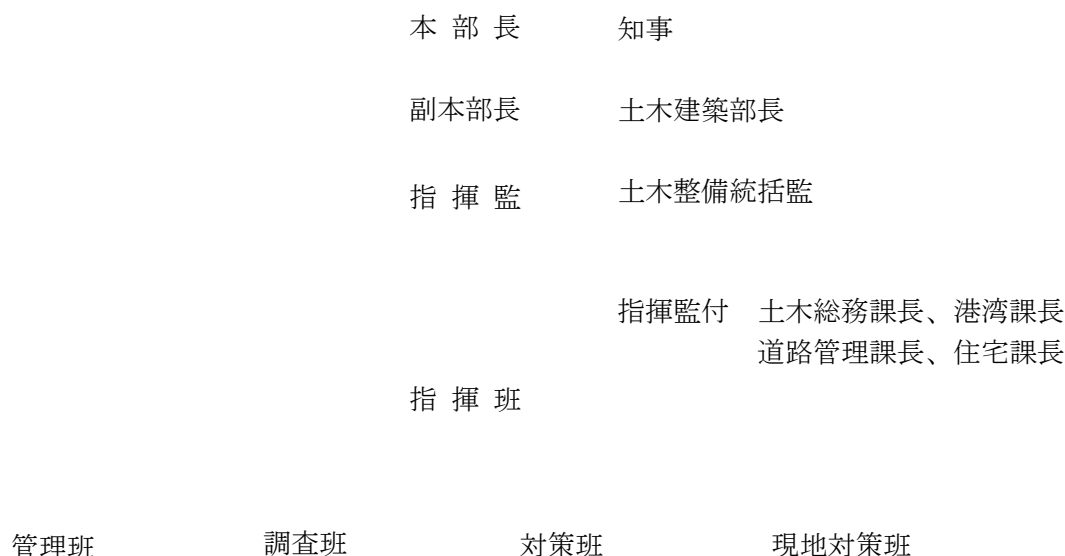 本 部 長　　知事
副本部長　　土木建築部長
指 揮 監　　土木整備統括監
指揮監付　土木総務課長、港湾課長
道路管理課長、住宅課長
指 揮 班
管理班　　調査班　　対策班　　現地対策班